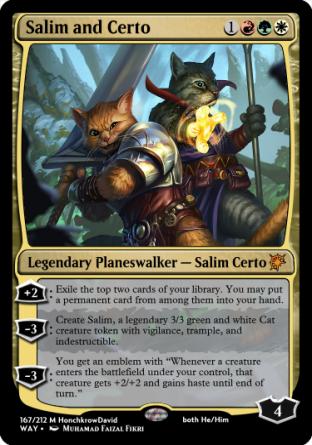 Salim and Certo 1
Legendary Planeswalker — Salim Certo
+2: Exile the top two cards of your library. You may put a permanent card from among them into your hand.
−3: Create Salim, a legendary 3/3 green and white Cat creature token with vigilance, trample, and indestructible.
−3: You get an emblem with “Whenever a creature enters the battlefield under your control, that creature gets +2/+2 and gains haste until end of turn.”
4
167/212 M HonchkrowDavid both He/Him
WAY • Muhamad Faizal Fikri